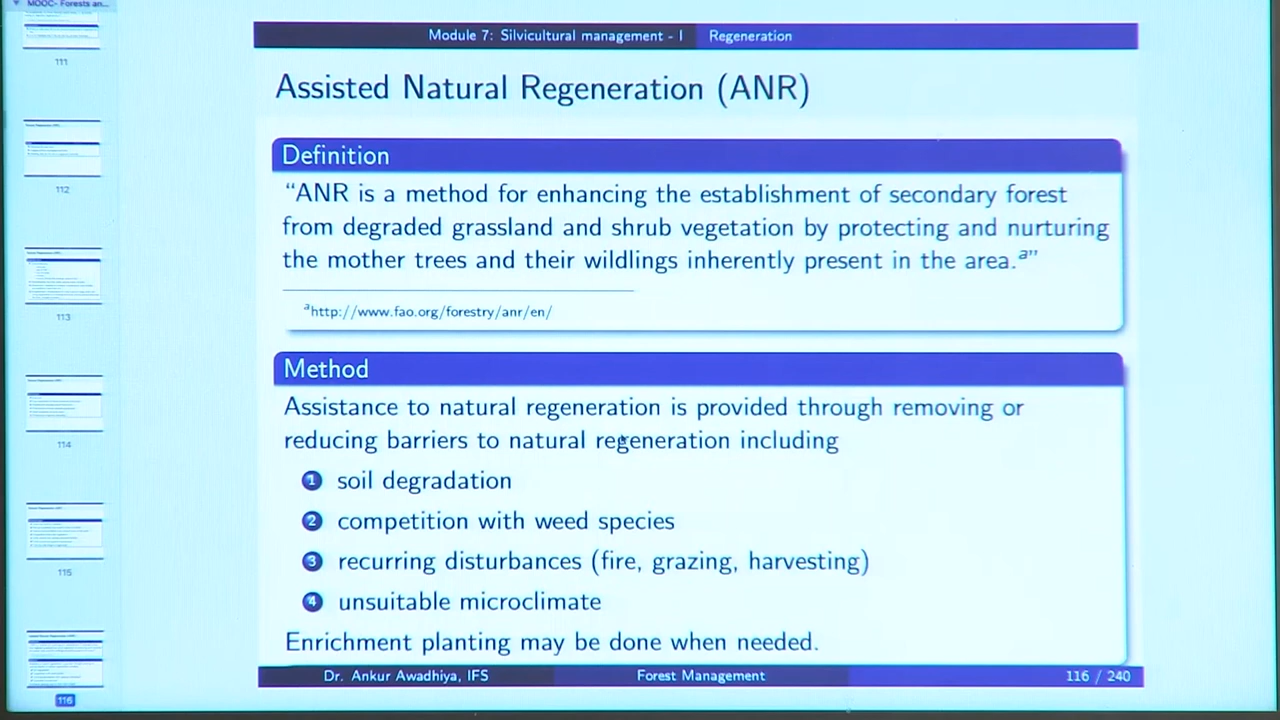 MOOC- Forests an...
111
112
113
114
115
116
Module 7: Silvicultural management - I Regeneration
Assisted Natural Regeneration (ANR)
Definition
“ANR is a method for enhancing the establishment of secondary forest
from degraded grassland and shrub vegetation by protecting and nurturing
the mother trees and their wildlings inherently present in the area.a”
ahttp://www.fao.org/forestry/anr/en/
Method
Assistance to natural regeneration is provided through removing or
reducing barriers to natural regeneration including
1 soil degradation
2 competition with weed species
3 recurring disturbances (fire, grazing, harvesting)
4 unsuitable microclimate
Enrichment planting may be done when needed.
Dr. Ankur Awadhiya, IFS Forest Management 116 / 240